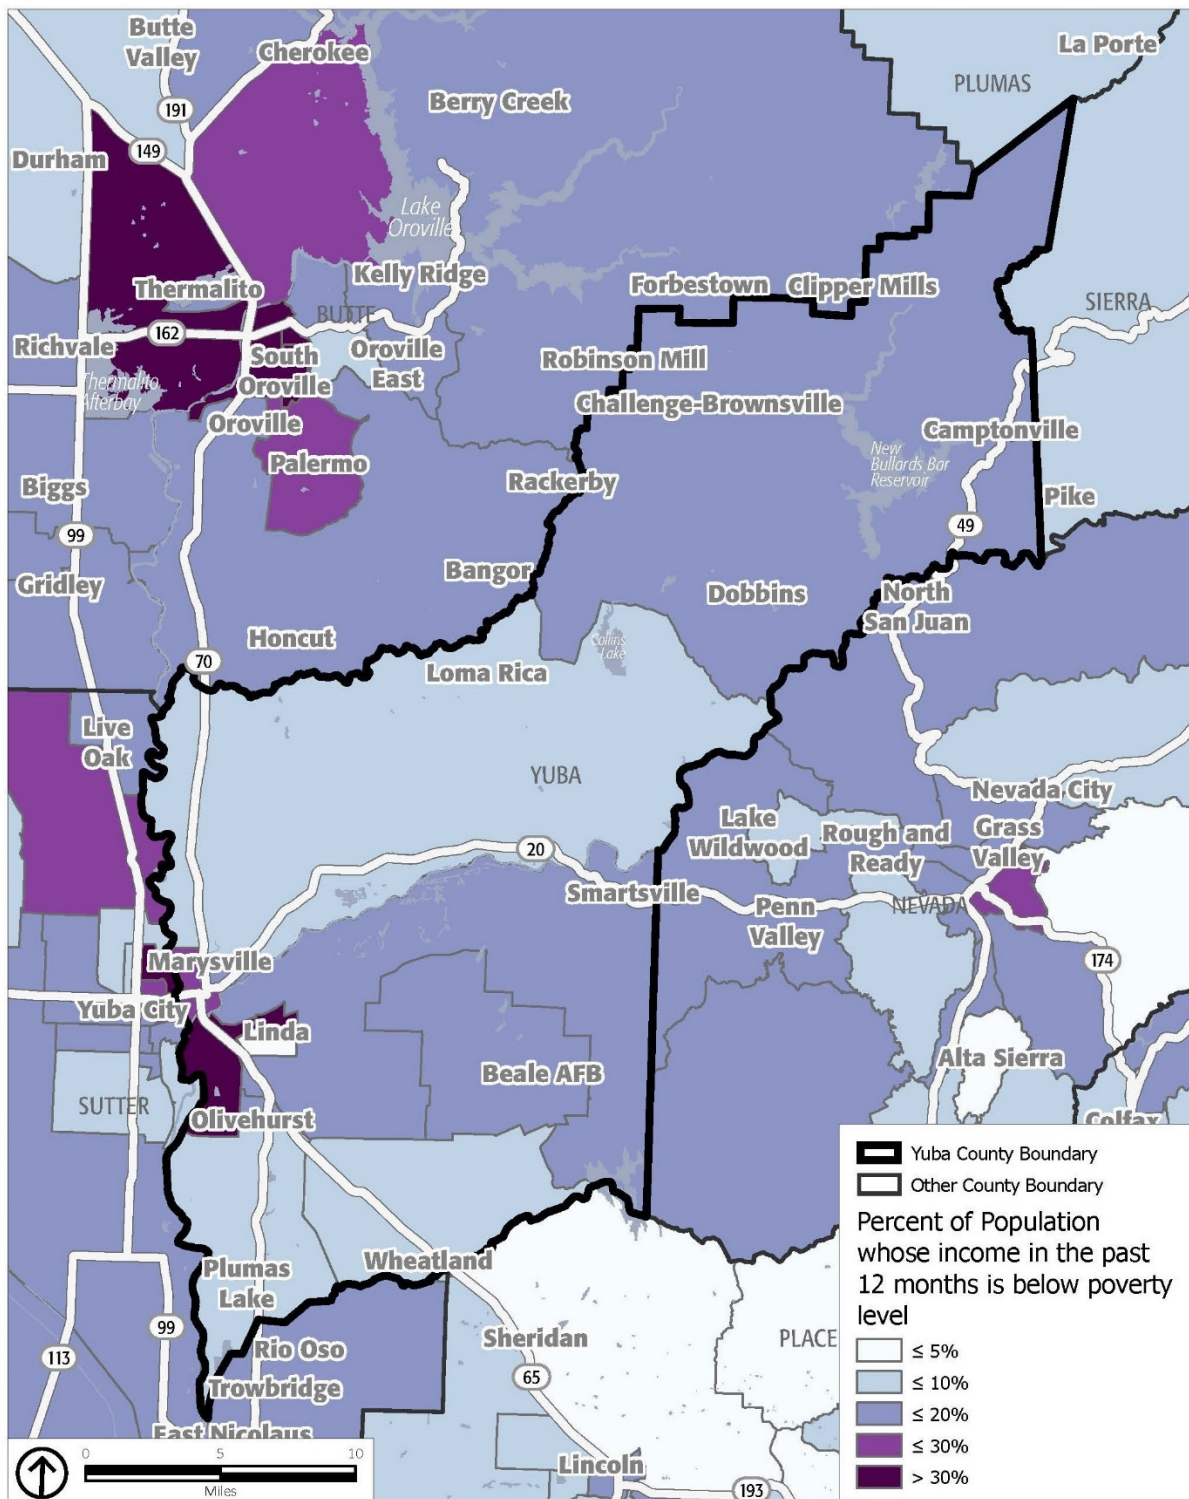 Butte
Valley
Cherokee
La Porte
PLUMAS
191
Berry Creek
149
Durham
Lake
Oroville
Thermalito
Kelly Ridge
Forbestown
Clipper Mills
SIERRA
BUTTE
162
Richvale
South
Oroville
Oroville
East
Robinson Mill
Thermalito
Afterbay
Challenge-Brownsville
Oroville
Camptonville
New
Bullards Bar
Reservoir
Palermo
Rackerby
Biggs
Pike
99
49
Gridley
Bangor
Dobbins
North
San Juan
Honcut
Collins
Lake
70
Loma Rica
Live
Oak
YUBA
Nevada City
Lake
Wildwood
Rough and
Ready
Grass
Valley
20
Smartsville
NEVADA
Penn
Valley
Marysville
174
Yuba City
Linda
Alta Sierra
Beale AFB
SUTTER
Olivehurst
Colfax
Yuba County Boundary
Other County Boundary
Percent of Population
whose income in the past
12 months is below poverty
level
≤ 5%
≤ 10%
≤ 20%
≤ 30%
> 30%
Wheatland
Plumas
Lake
99
Sheridan
PLACE
113
Rio Oso
65
Trowbridge
East Nicolaus
0 5 10
Miles
Lincoln
193